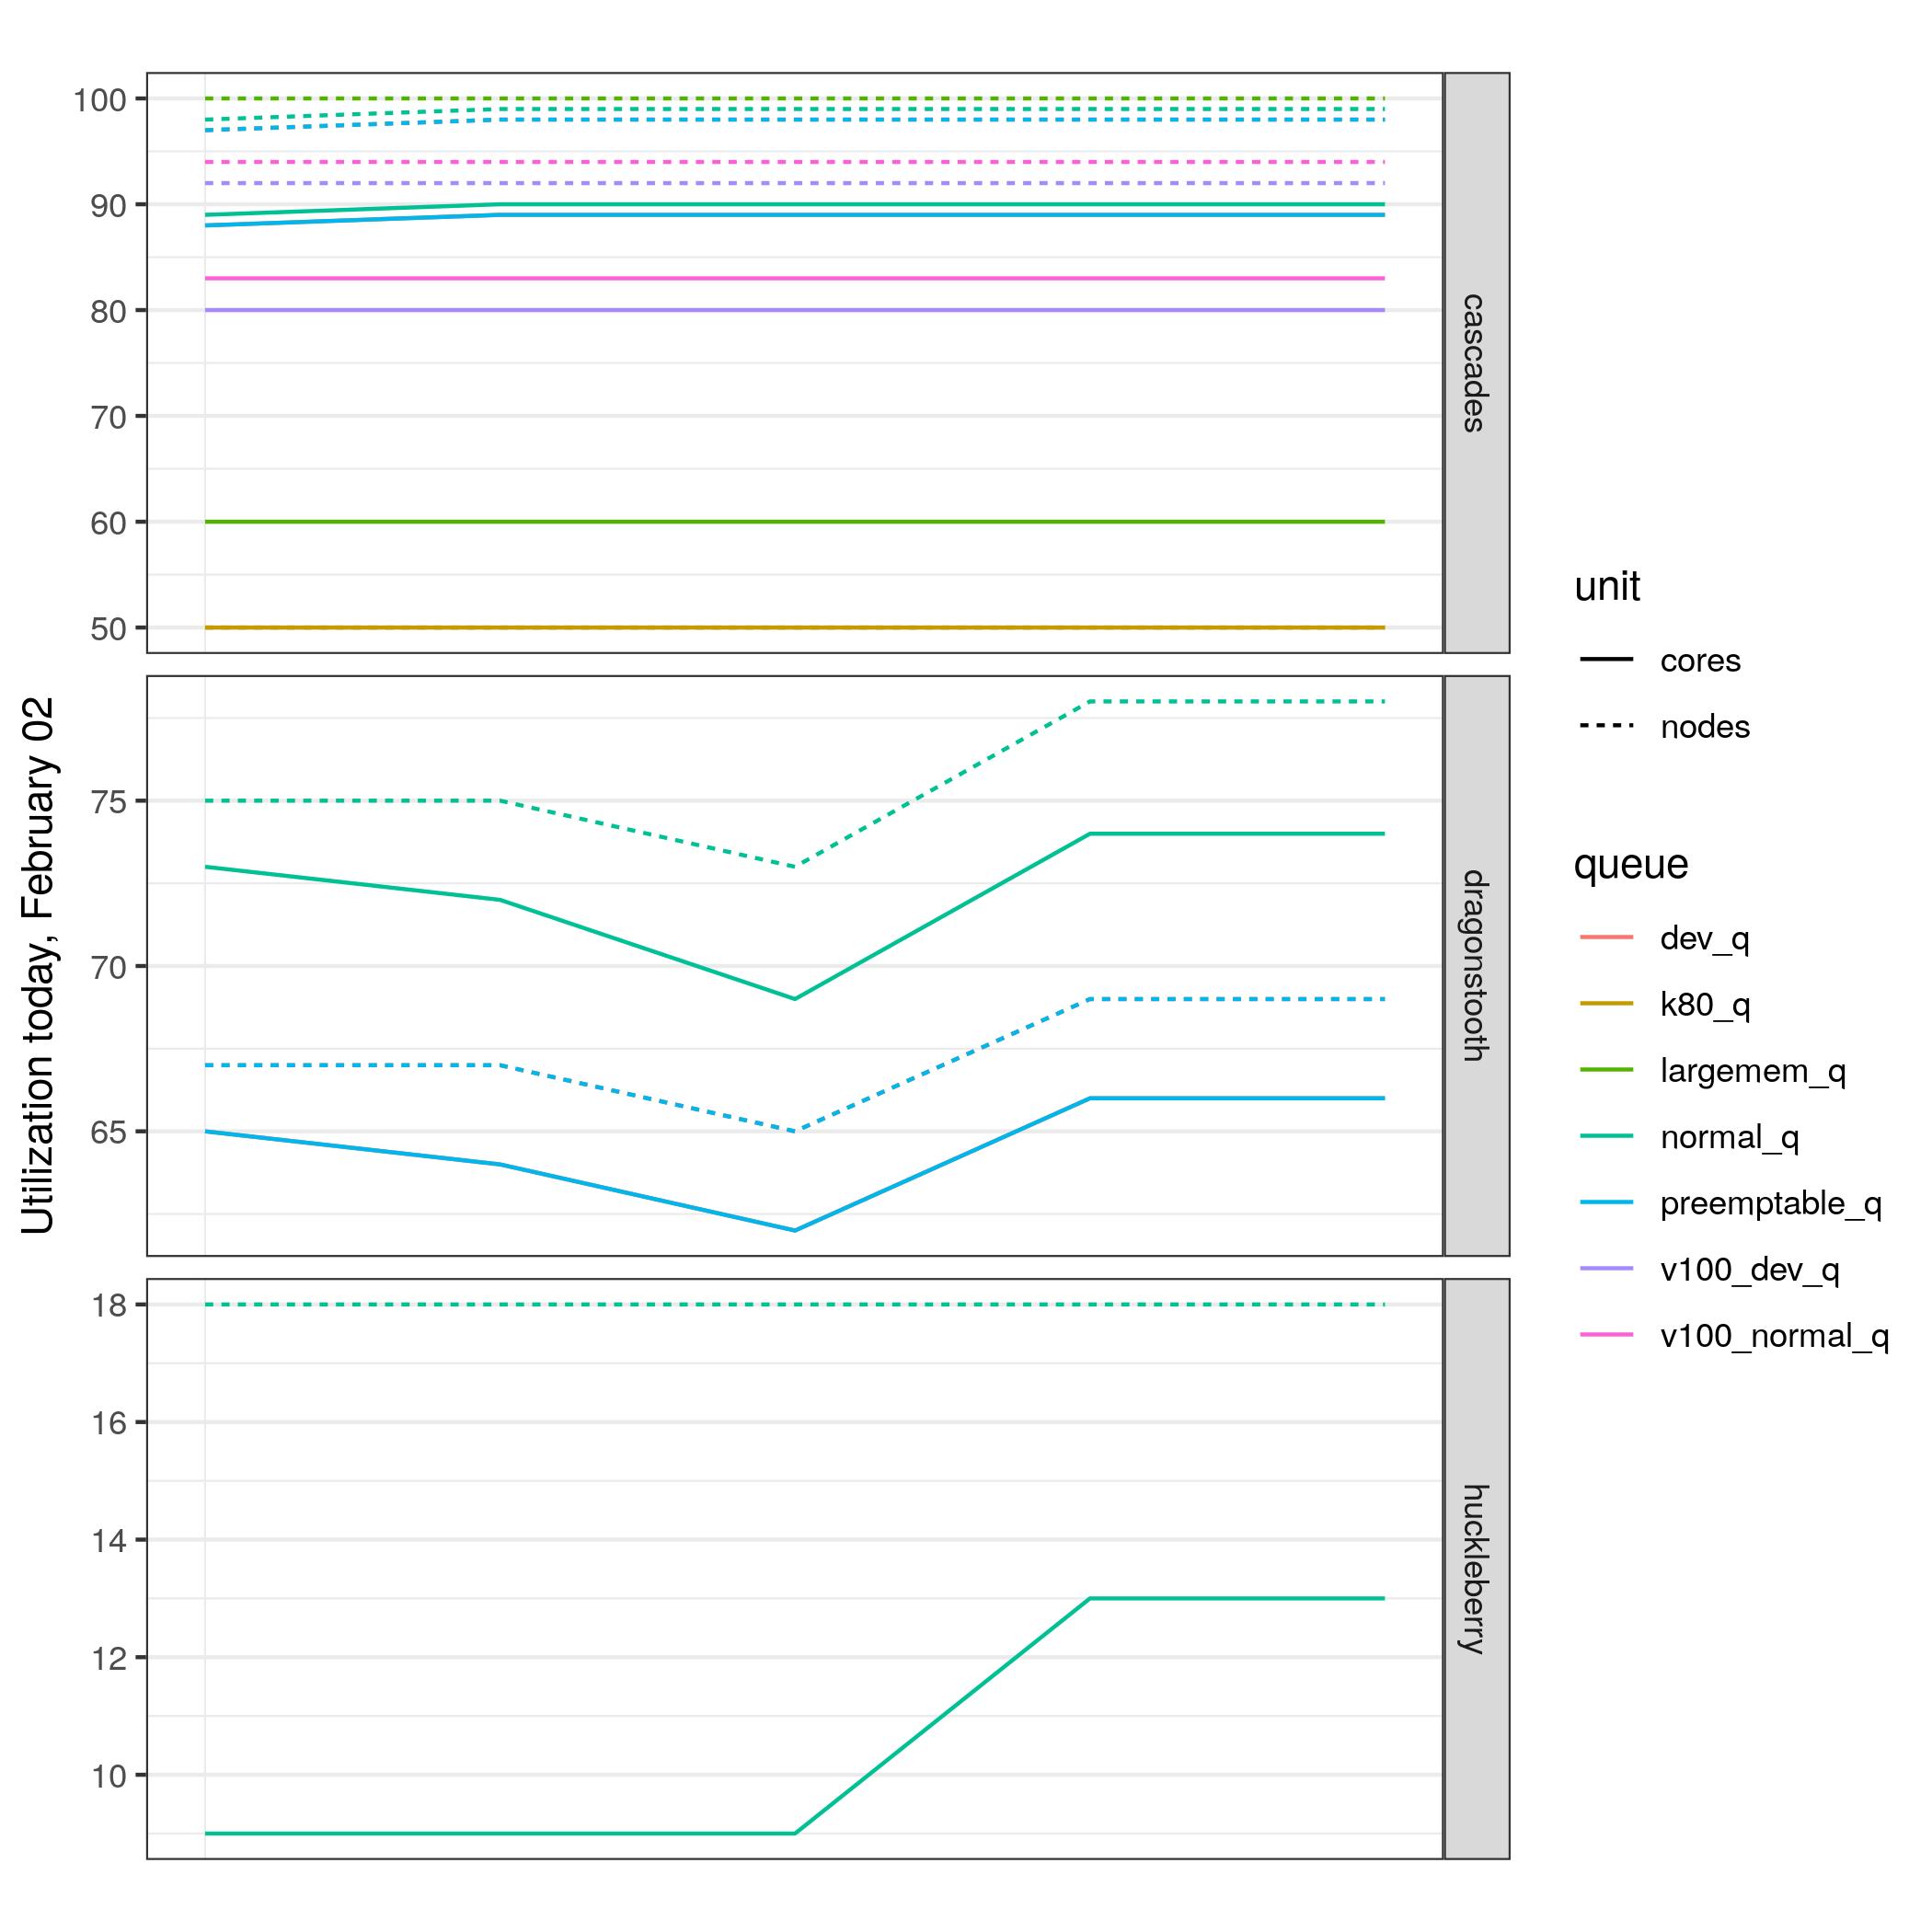 Utilization today, February 02
100
90
80
70
60
50
cascades
75
70
65
dragonstooth
18
16
14
12
10
huckleberry
unit
cores
nodes
queue
dev_q
k80_q
largemem_q
normal_q
preemptable_q
v100_dev_q
v100_normal_q